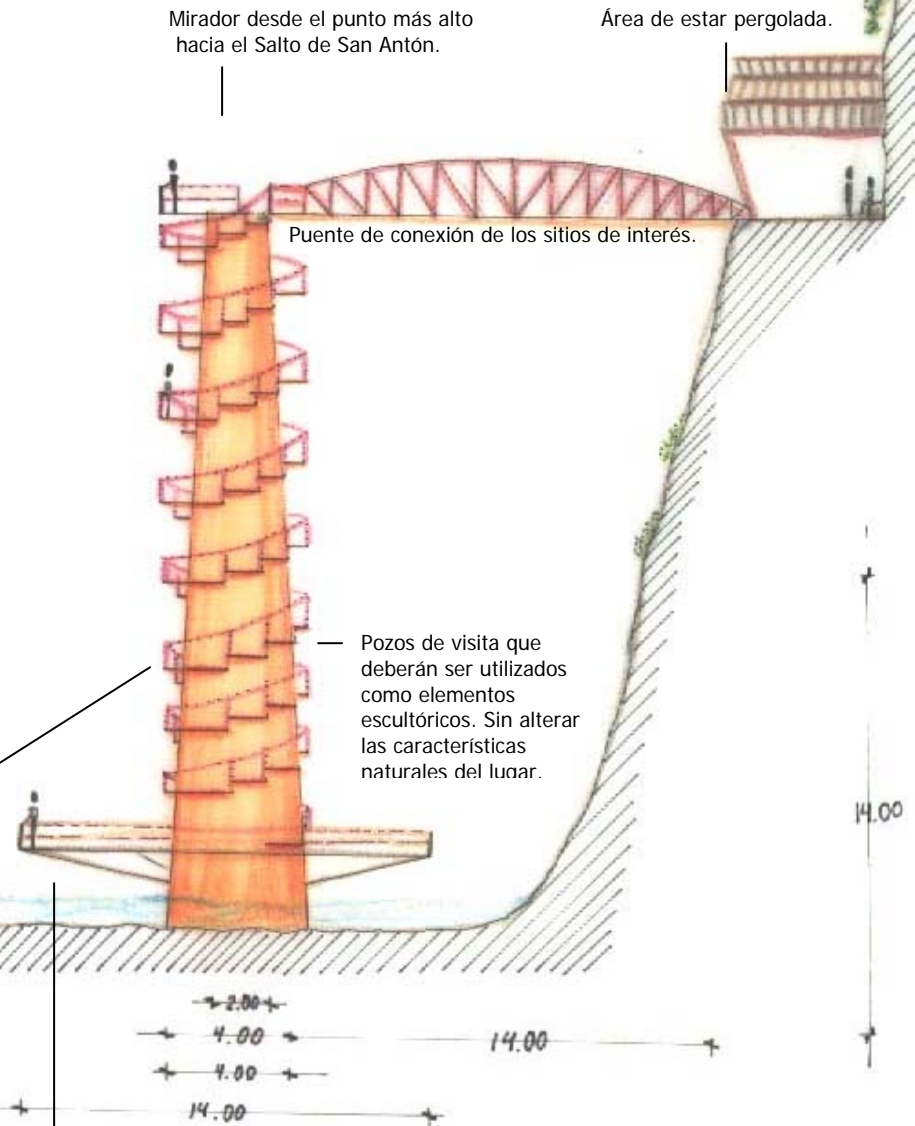 Mirador desde el punto más alto
hacia el Salto de San Antón.
Área de estar pergolada.
Puente de conexión de los sitios de interés.
Pozos de visita que
deberán ser utilizados
como elementos
escultóricos. Sin alterar
las características
naturales del lugar.
14.00
2.00
4.00
14.00
4.00
14.00